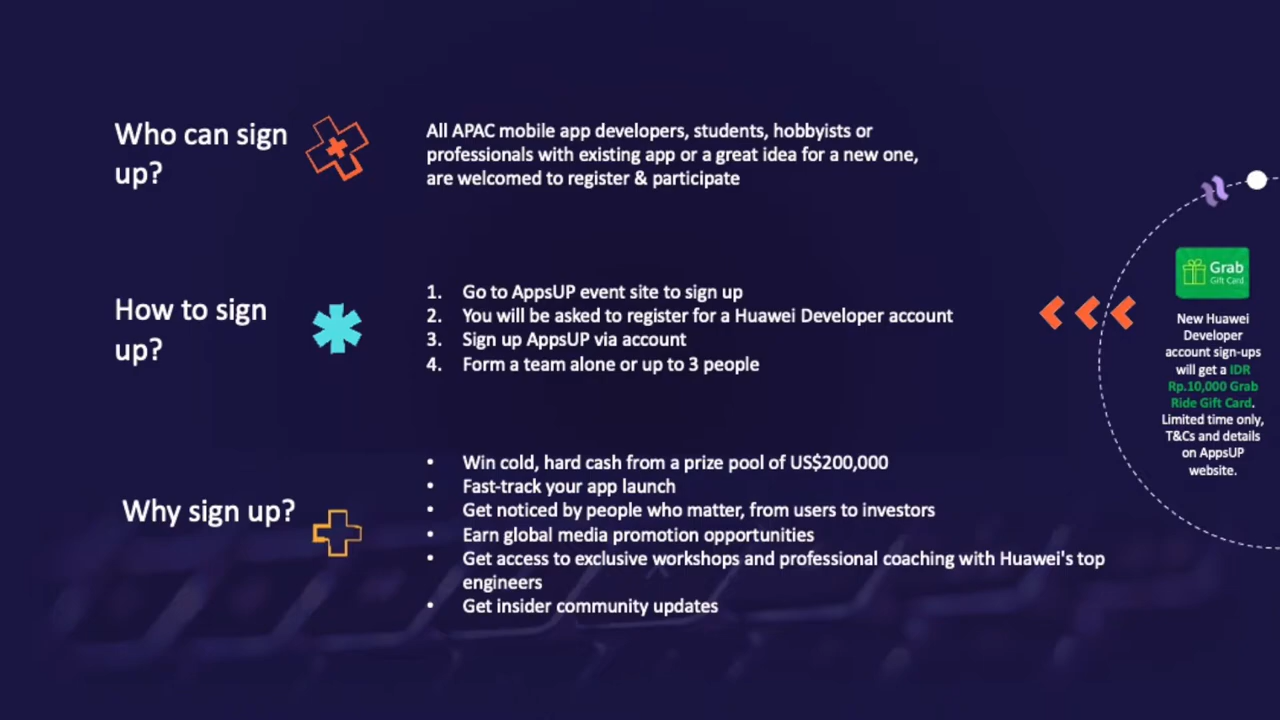 Who can sign
up?
All APAC mobile app developers, students, hobbyists or
professionals with existing app or a great idea for a new one,
are welcomed to register & participate
How to sign
up?
1. Go to AppsUP event site to sign up
2. You will be asked to register for a Huawei Developer account
3. Sign up AppsUP via account
4. Form a team alone or up to 3 people
Grab
Gift Card
New Huawei
Developer
account sign-ups
will get a IDR
Rp.10,000 Grab
Ride Gift Card.
Limited time only,
T&Cs and details
on AppsUP
website.
Why sign up?
• Win cold, hard cash from a prize pool of US$200,000
• Fast-track your app launch
• Get noticed by people who matter, from users to investors
• Earn global media promotion opportunities
• Get access to exclusive workshops and professional coaching with Huawei's top
engineers
• Get insider community updates